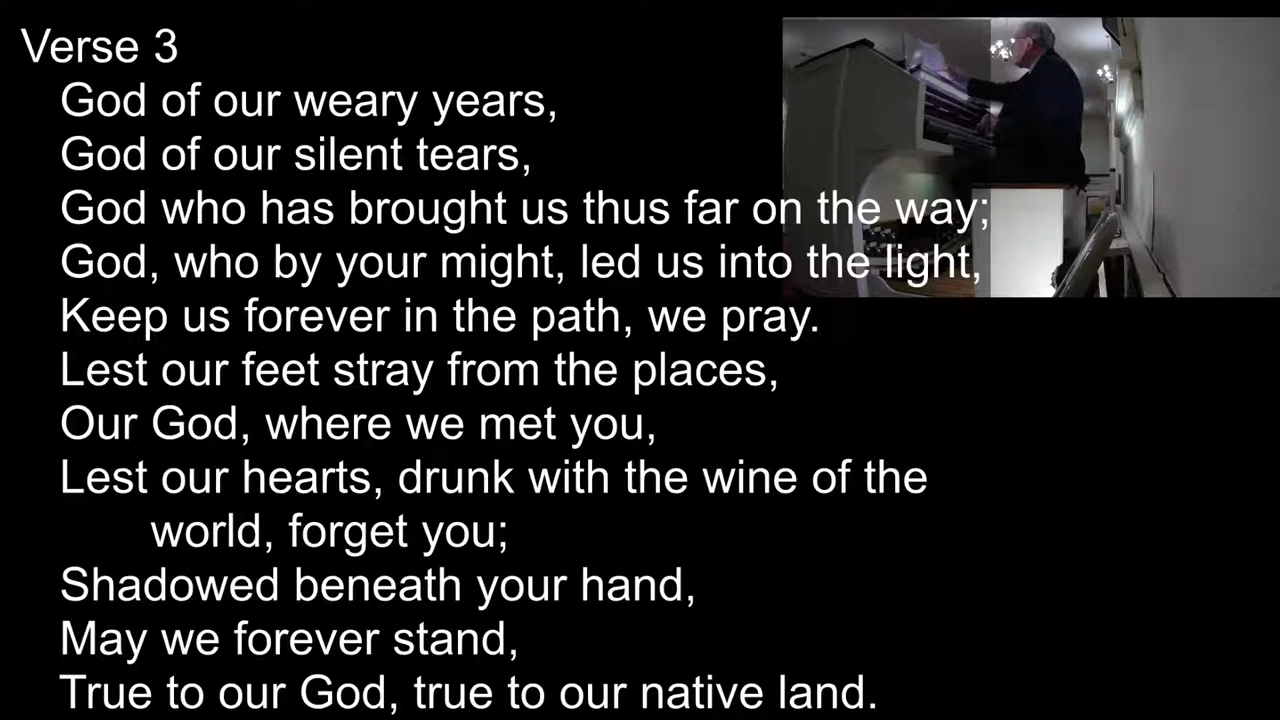 Verse 3
God of our weary years,
God of our silent tears,
God who has brought us thus far on the way;
God, who by your might, led us into the light,
Keep us forever in the path, we pray.
Lest our feet stray from the places,
Our God, where we met you,
Lest our hearts, drunk with the wine of the
world, forget you;
Shadowed beneath your hand,
May we forever stand,
True to our God, true to our native land.